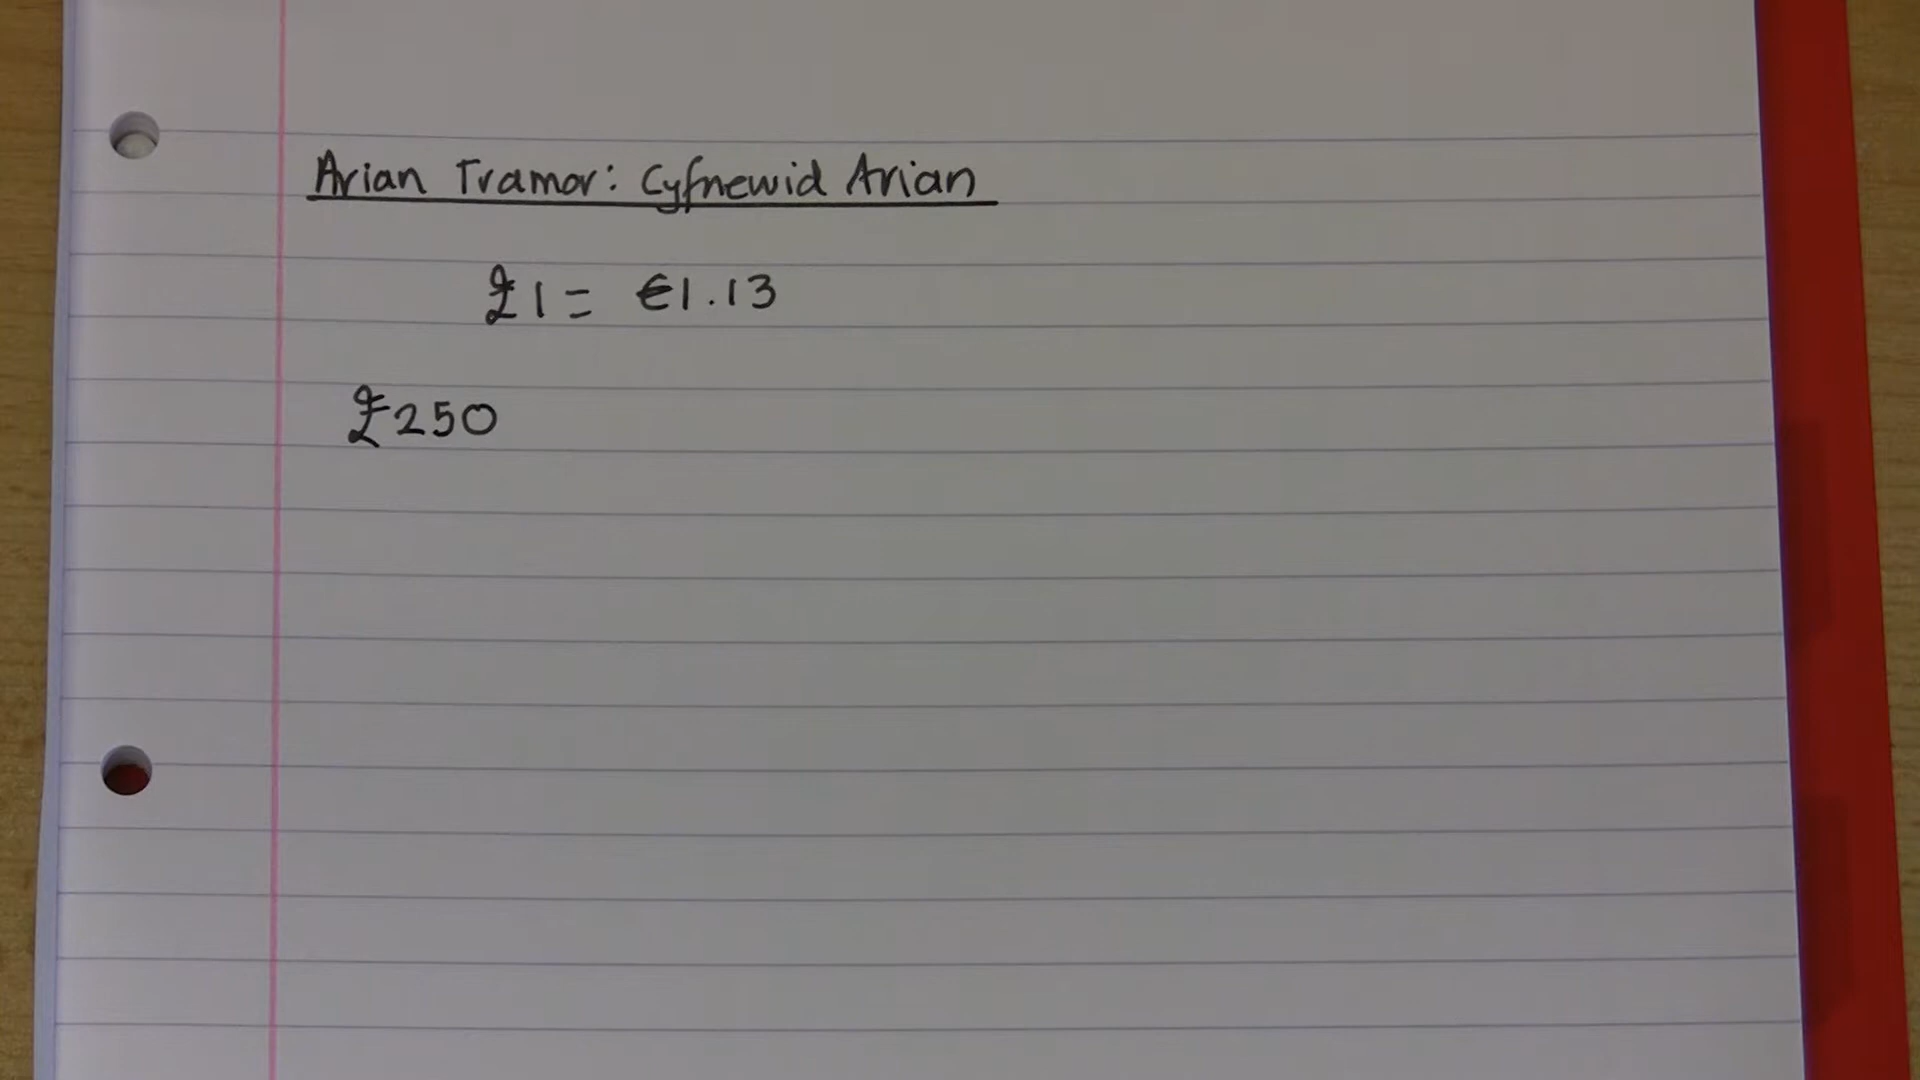 Arian Tramor: Cyfnewid Arian
£1 = €1.13
£250